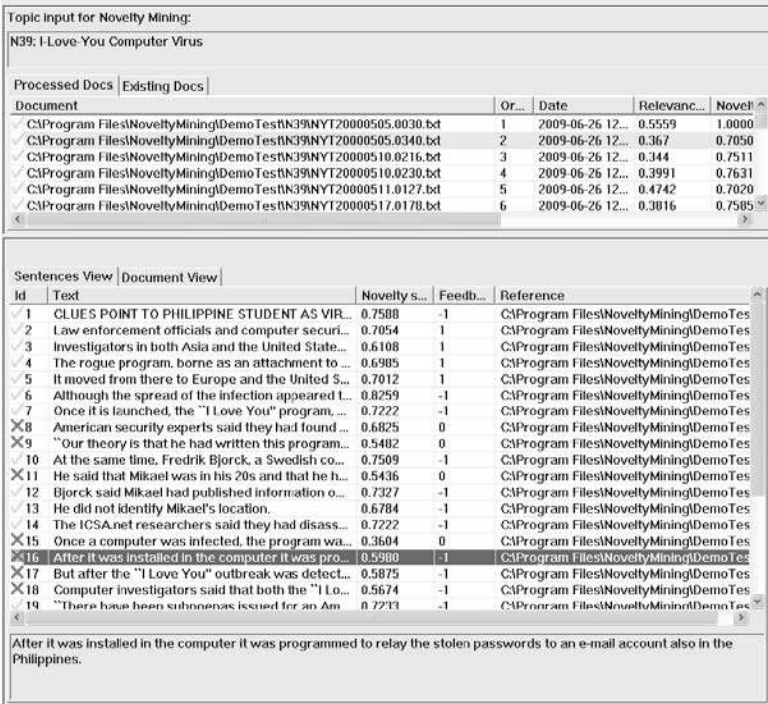 Topic input for Novelty Mining:
N39: I-Love-You Computer Virus
Processed Docs Existing Docs
Document Or... Date Relevanc... Novelt
C:\Program Files\NoveltyMining\DemoTest\N39\NYT20000505.0030.txt 1 2009-06-26 12... 0.5559 1.0000
C:\Program Files\NoveltyMining\DemoTest\N39\NYT20000505.0340.txt 2 2009-06-26 12... 0.367 0.7050
C:\Program Files\NoveltyMining\DemoTest\N39\NYT20000510.0216.txt 3 2009-06-26 12... 0.344 0.7511
C:\Program Files\NoveltyMining\DemoTest\N39\NYT20000510.0230.txt 4 2009-06-26 12... 0.3991 0.7631
C:\Program Files\NoveltyMining\DemoTest\N39\NYT20000511.0127.txt 5 2009-06-26 12... 0.4742 0.7020
C:\Program Files\NoveltyMining\DemoTest\N39\NYT20000517.0178.txt 6 2009-06-26 12... 0.3816 0.7585
Sentences View Document View
Id Text Novelty s... Feedb... Reference
1 CLUES POINT TO PHILIPPINE STUDENT AS VIR... 0.7588 -1 C:\Program Files\NoveltyMining\DemoTes
2 Law enforcement officials and computer securi... 0.7054 1 C:\Program Files\NoveltyMining\DemoTes
3 Investigators in both Asia and the United State... 0.6108 1 C:\Program Files\NoveltyMining\DemoTes
4 The rogue program, borne as an attachment to ... 0.6985 1 C:\Program Files\NoveltyMining\DemoTes
5 It moved from there to Europe and the United S... 0.7012 1 C:\Program Files\NoveltyMining\DemoTes
6 Although the spread of the infection appeared t... 0.8259 -1 C:\Program Files\NoveltyMining\DemoTes
7 Once it is launched, the ``I Love You'' program, ... 0.7222 -1 C:\Program Files\NoveltyMining\DemoTes
8 American security experts said they had found ... 0.6825 0 C:\Program Files\NoveltyMining\DemoTes
9 ``Our theory is that he had written this program... 0.5482 0 C:\Program Files\NoveltyMining\DemoTes
10 At the same time, Fredrik Bjorck, a Swedish co... 0.7509 -1 C:\Program Files\NoveltyMining\DemoTes
11 He said that Mikael was in his 20s and that he h... 0.5436 0 C:\Program Files\NoveltyMining\DemoTes
12 Bjorck said Mikael had published information o... 0.7327 -1 C:\Program Files\NoveltyMining\DemoTes
13 He did not identify Mikael's location. 0.6784 -1 C:\Program Files\NoveltyMining\DemoTes
14 The ICSA.net researchers said they had disass... 0.7222 -1 C:\Program Files\NoveltyMining\DemoTes
15 Once a computer was infected, the program wa... 0.3604 0 C:\Program Files\NoveltyMining\DemoTes
16 After it was installed in the computer it was pro... 0.5980 -1 C:\Program Files\NoveltyMining\DemoTes
17 But after the ``I Love You'' outbreak was detect... 0.5875 -1 C:\Program Files\NoveltyMining\DemoTes
18 Computer investigators said that both the ``I Lo... 0.5674 -1 C:\Program Files\NoveltyMining\DemoTes
19 ``There have been subpoenas issued for an Am... 0.7233 -1 C:\Program Files\NoveltyMining\DemoTes
After it was installed in the computer it was programmed to relay the stolen passwords to an e-mail account also in the
Philippines.